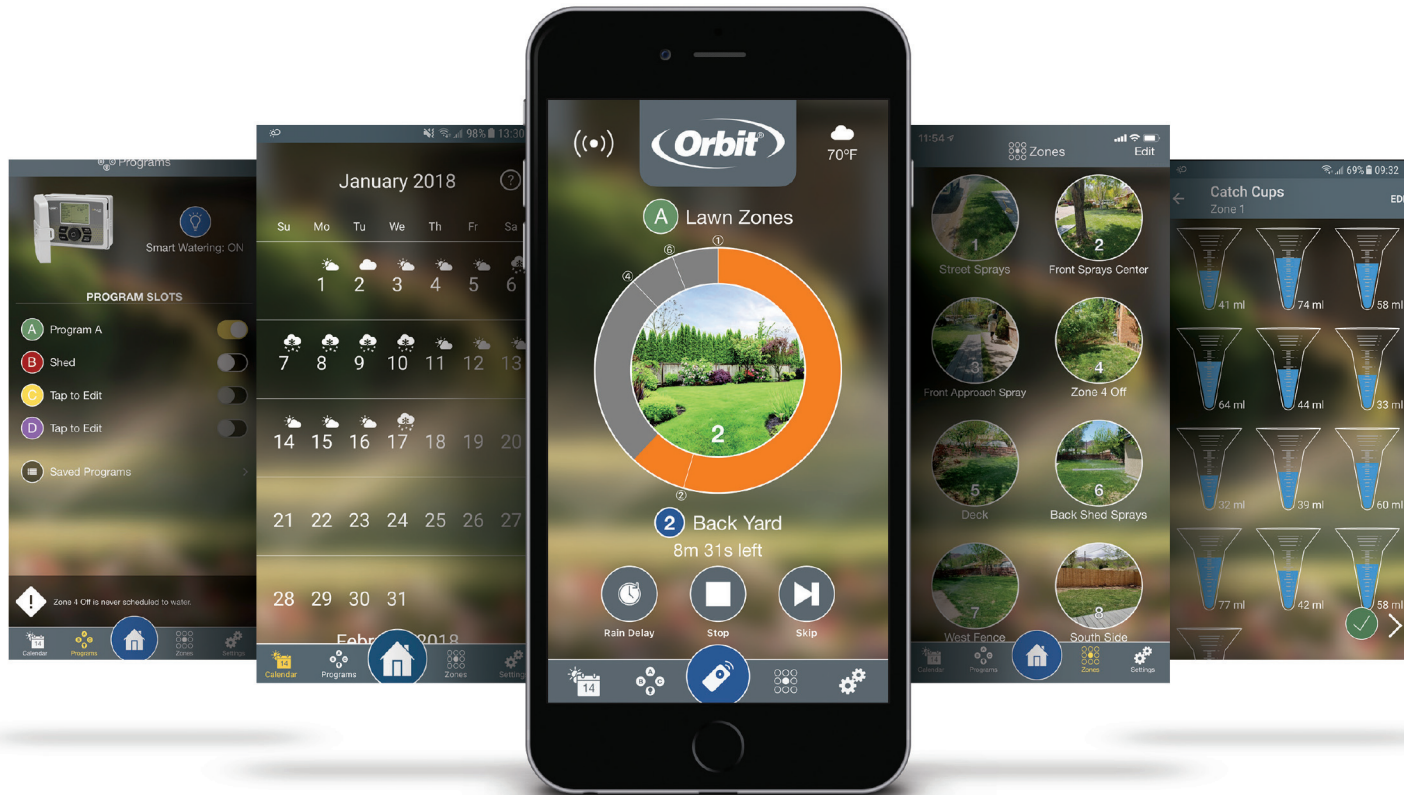 Programs
Smart Watering: ON
PROGRAM SLOTS
A Program A
B Shed
C Tap to Edit
D Tap to Edit
Saved Programs
! Zone 4 Off is never scheduled to water.
14
Calendar Programs Zones Settings
98% 13:30
January 2018 ?
Su Mo Tu We Th Fr Sa
1 2 3 4 5 6
7 8 9 10 11 12 13
14 15 16 17 18 19 20
21 22 23 24 25 26 27
28 29 30 31
February 2018
14
Calendar Programs Zones Settings
Orbit®
70°F
A Lawn Zones
① ② ④ ⑥
2
2 Back Yard
8m 31s left
Rain Delay Stop Skip
14 A B C
11:54
Zones Edit
1 2
Street Sprays Front Sprays Center
3 4
Front Approach Spray Zone 4 Off
5 6
Deck Back Shed Sprays
7 8
West Fence South Side
Calendar Programs Zones Settings
69% 09:32
Catch Cups EDI
Zone 1
41 ml 74 ml 58 ml
64 ml 44 ml 33 ml
32 ml 39 ml 60 ml
77 ml 42 ml 58 ml